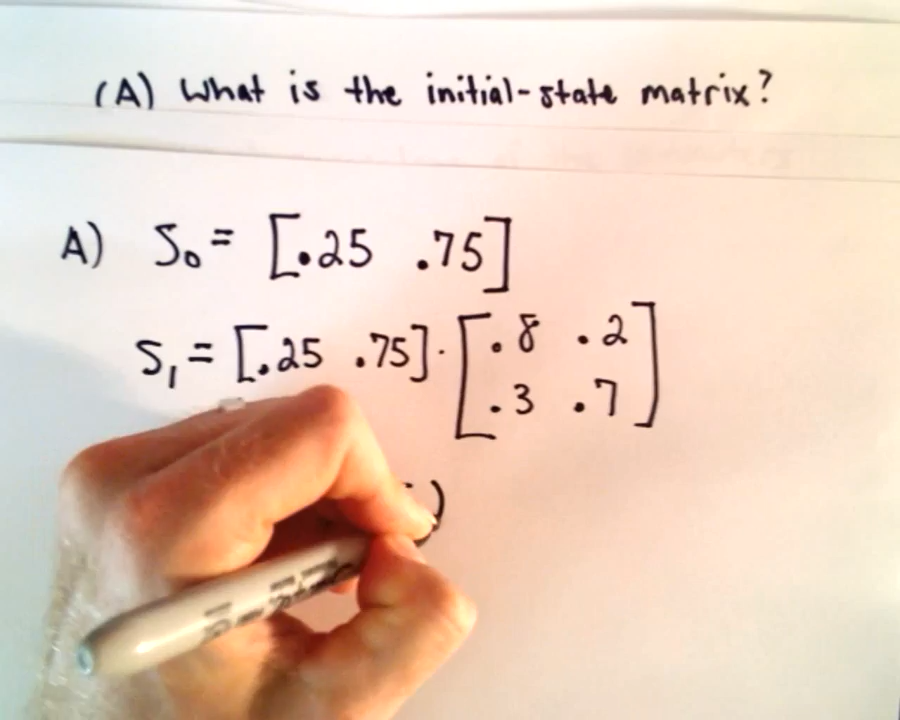 (A) What is the initial-state matrix?
A) S₀ = [.25 .75]
S₁ = [.25 .75] · [.8 .2
.3 .7]
)